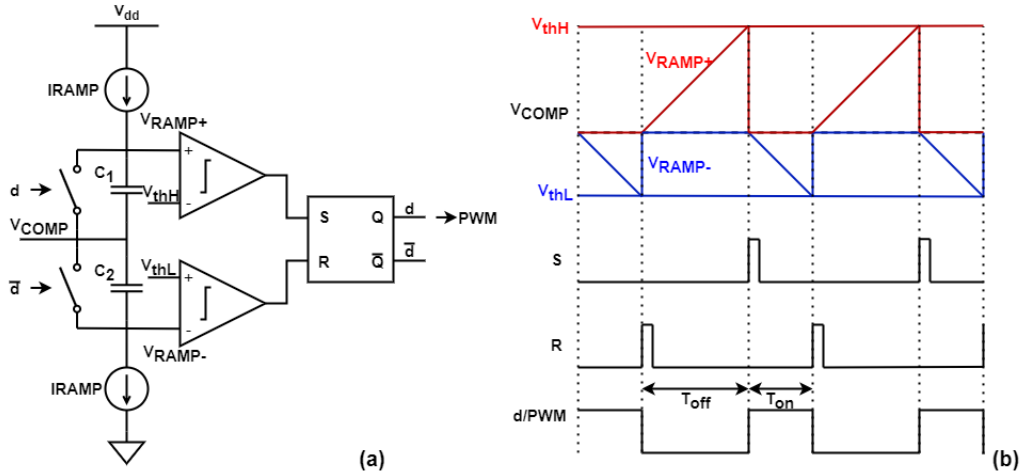 Vdd
IRAMP
VRAMP+
C1
d
VthH
VCOMP
S
Q
d
PWM
R
Q̅
d̅
C2
VthL
d̅
VRAMP-
IRAMP
(a)
VthH
VRAMP+
VCOMP
VRAMP-
VthL
S
R
Toff
Ton
d/PWM
(b)